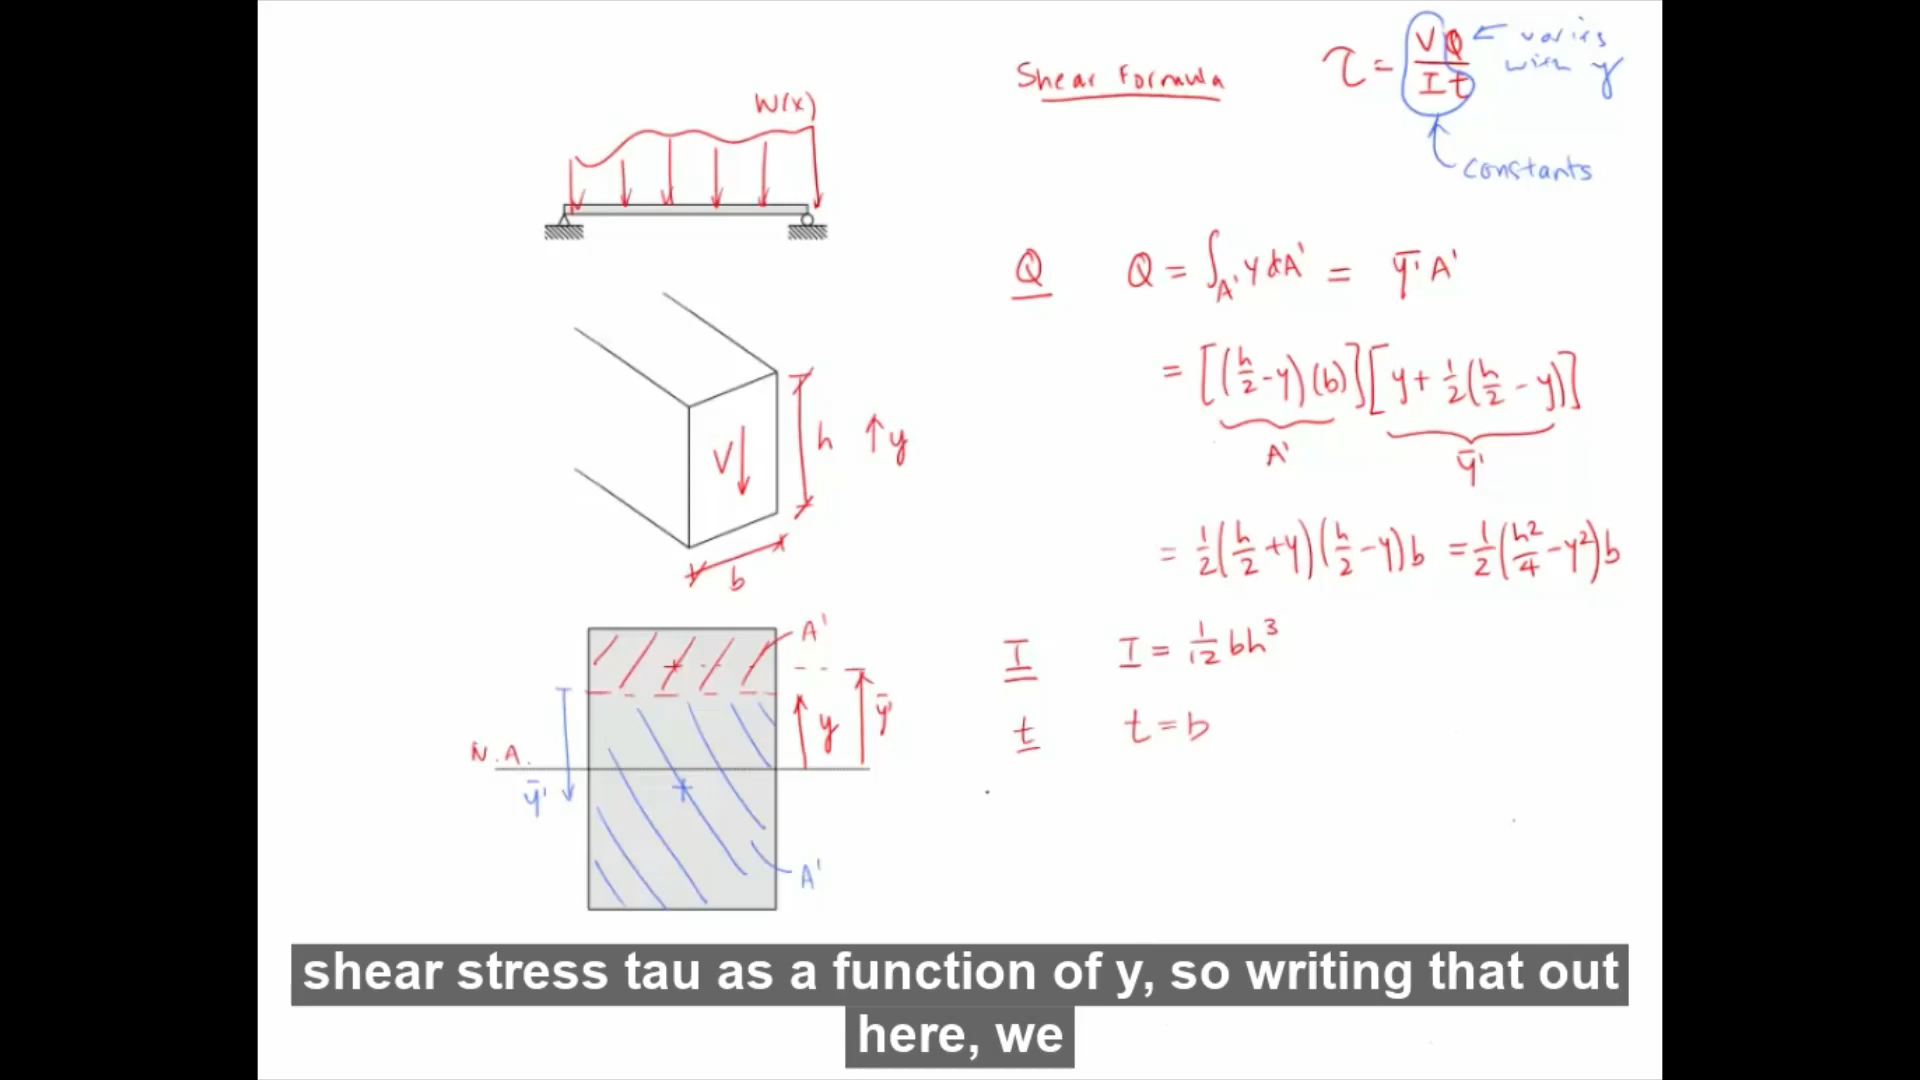 Shear Formula
τ = VQ/It ← varies with y
constants
W(x)
Q Q = ∫A' y dA' = ȳ'A'
= [(h/2 - y)(b)][y + 1/2(h/2 - y)]
A' ȳ'
V h ↑y
b
= 1/2(h/2 + y)(h/2 - y)b = 1/2(h²/4 - y²)b
A'
I I = 1/12 bh³
y ȳ'
t t = b
N.A.
ȳ'
A'
shear stress tau as a function of y, so writing that out
here, we